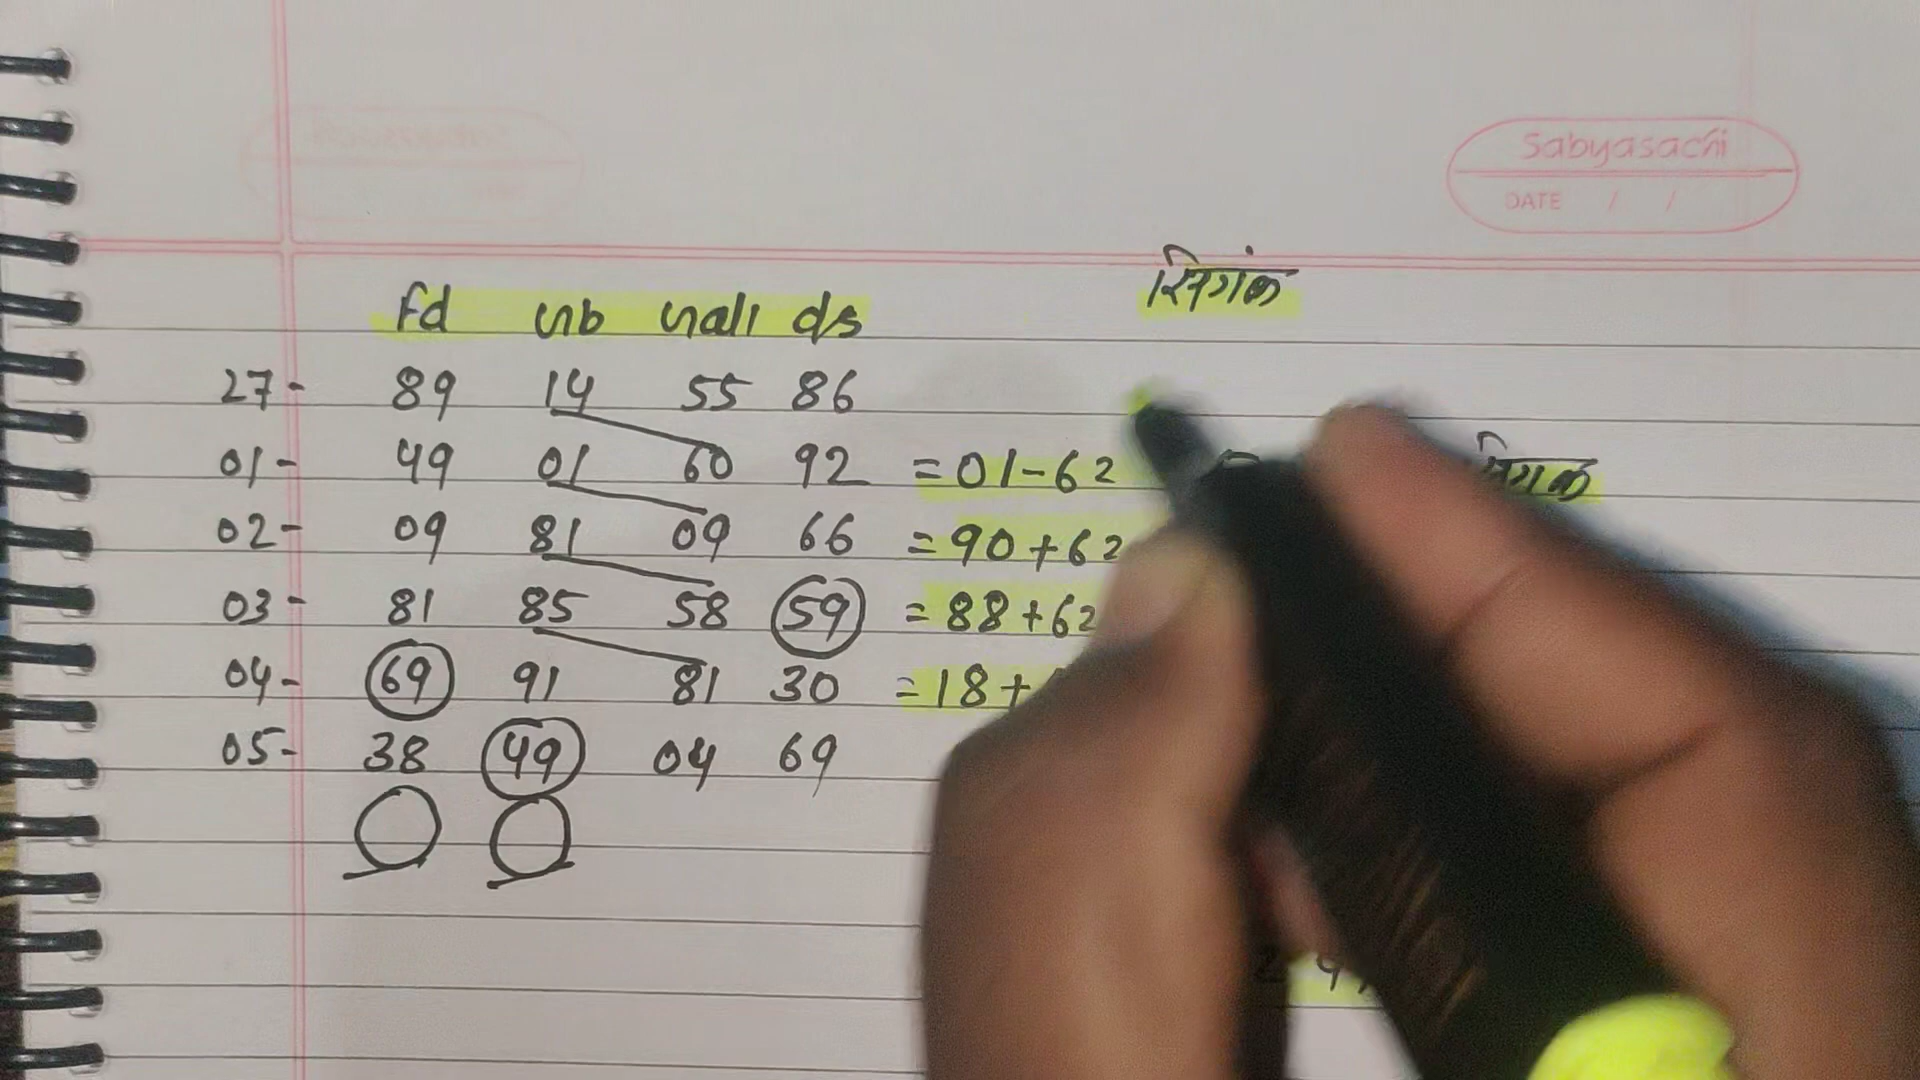 Sabyasachi
DATE / /
Fd gb gali ds
27- 89 14 55 86
01- 49 01 60 92 =01-62
02- 09 81 09 66 =90+62
03- 81 85 58 59 =88+62
04- 69 91 81 30 =18+
05- 38 49 04 69